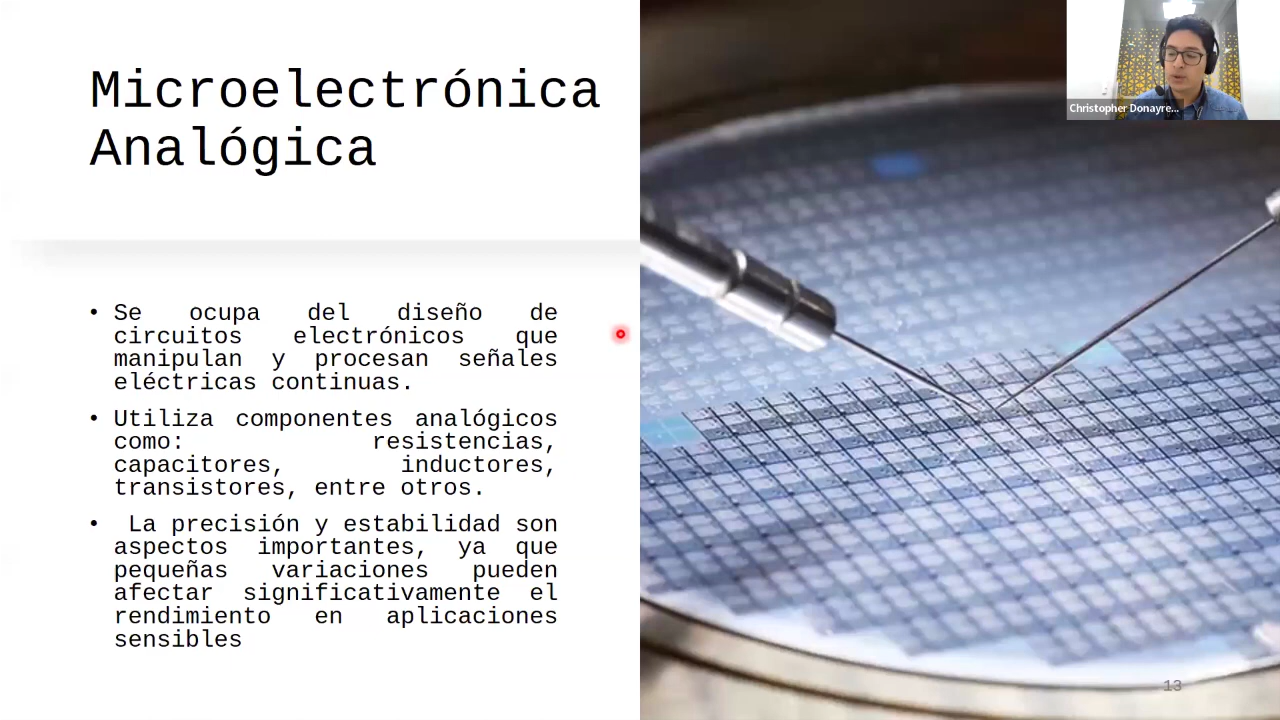 Microelectrónica
Analógica
Christopher Donayre...
• Se ocupa del diseño de
circuitos electrónicos que
manipulan y procesan señales
eléctricas continuas.
• Utiliza componentes analógicos
como: resistencias,
capacitores, inductores,
transistores, entre otros.
• La precisión y estabilidad son
aspectos importantes, ya que
pequeñas variaciones pueden
afectar significativamente el
rendimiento en aplicaciones
sensibles
13